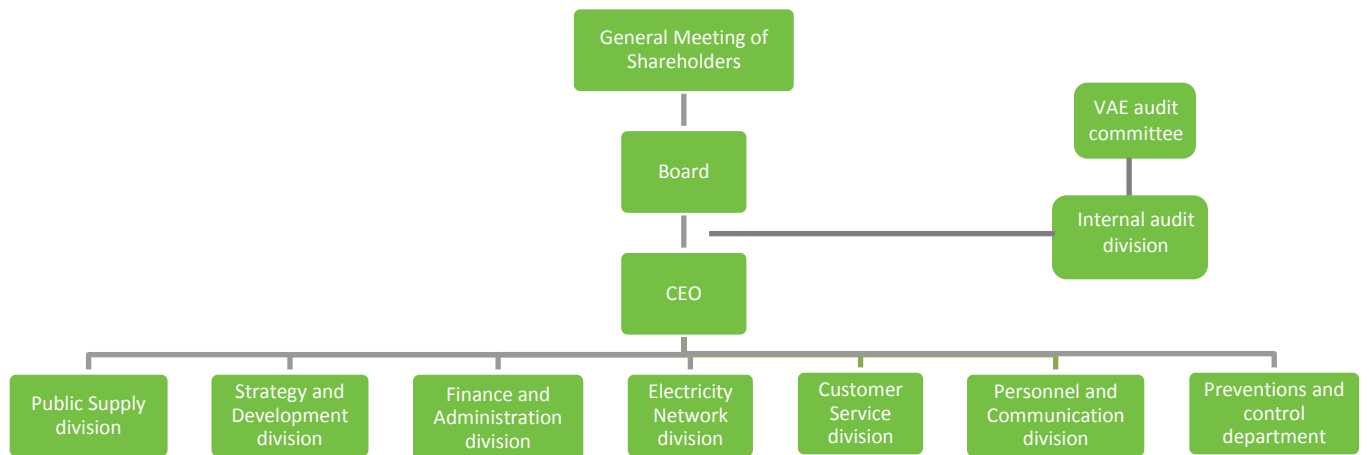 General Meeting of
Shareholders
VAE audit
committee
Board
Internal audit
division
CEO
Public Supply
division
Strategy and
Development
division
Finance and
Administration
division
Electricity
Network
division
Customer
Service
division
Personnel and
Communication
division
Preventions and
control
department